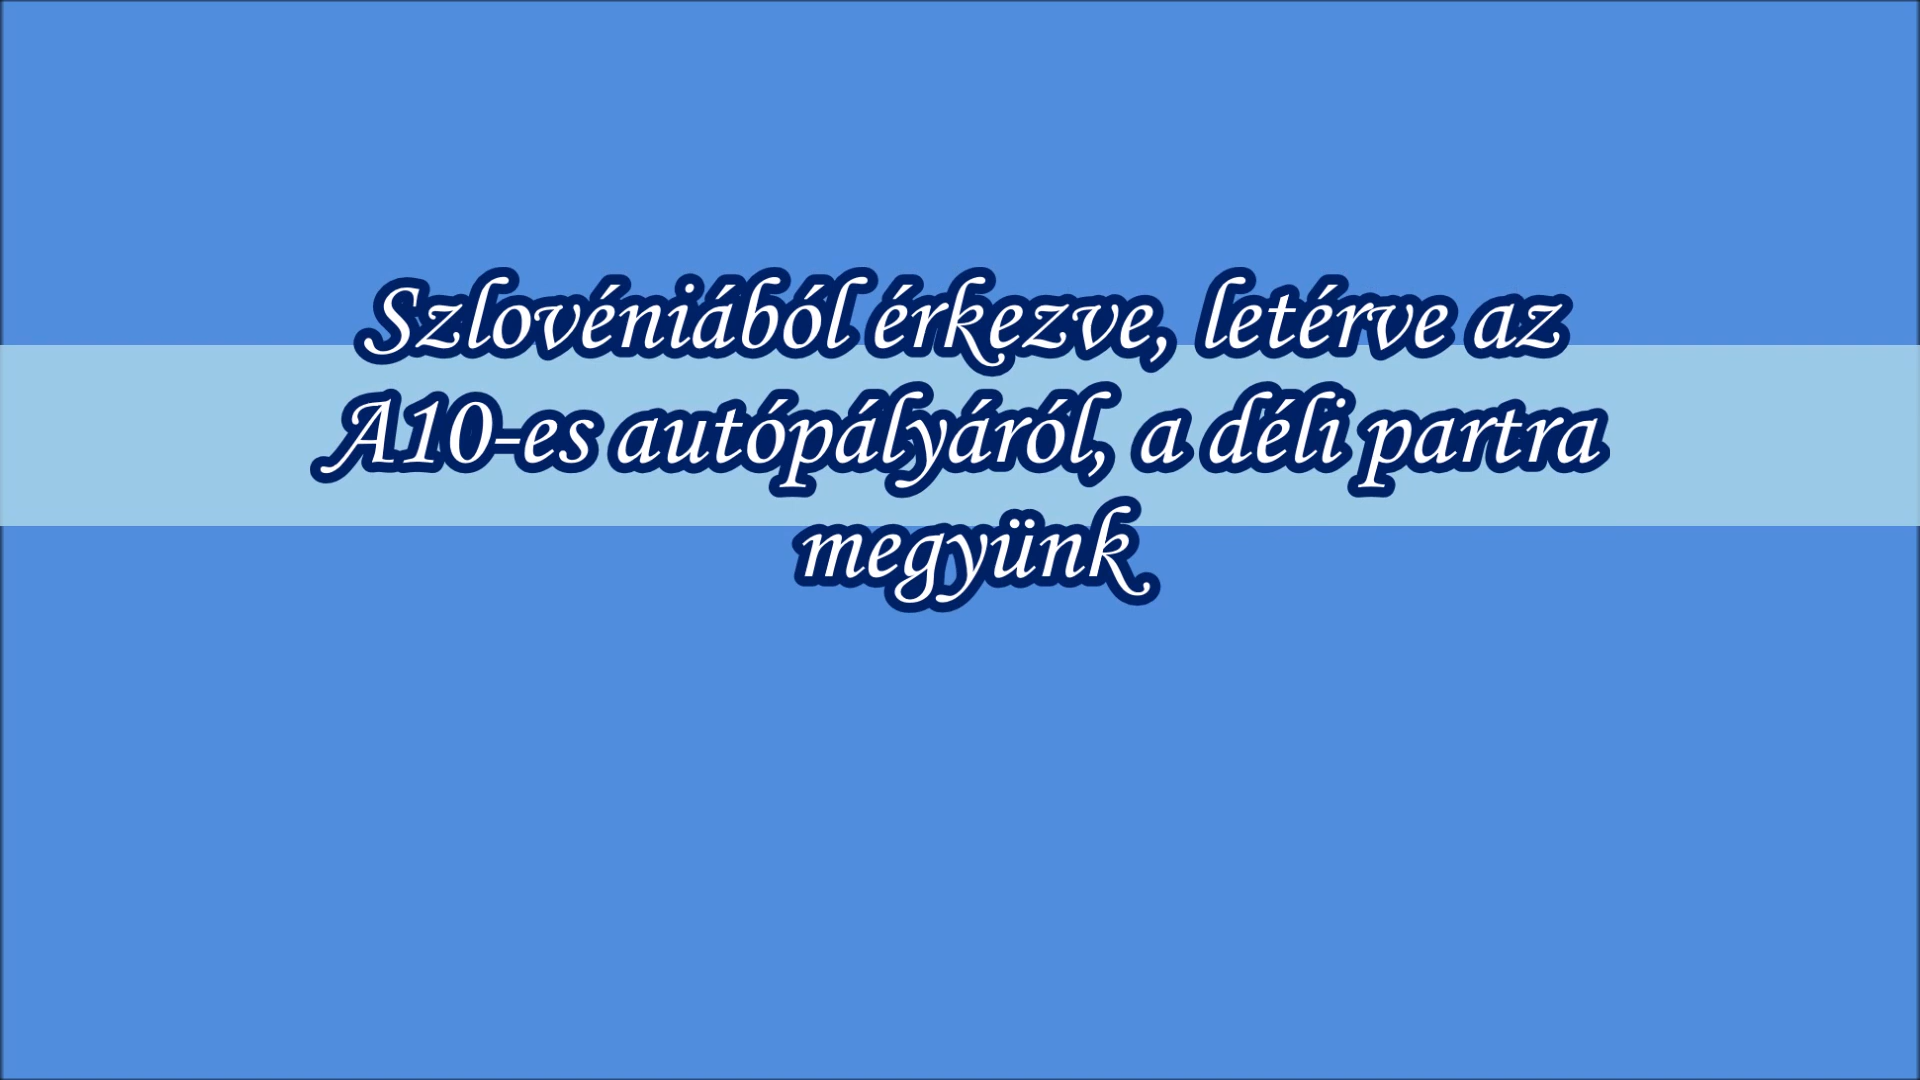 Szlovéniából érkezve, letérve az
A10-es autópályáról, a déli partra
megyünk